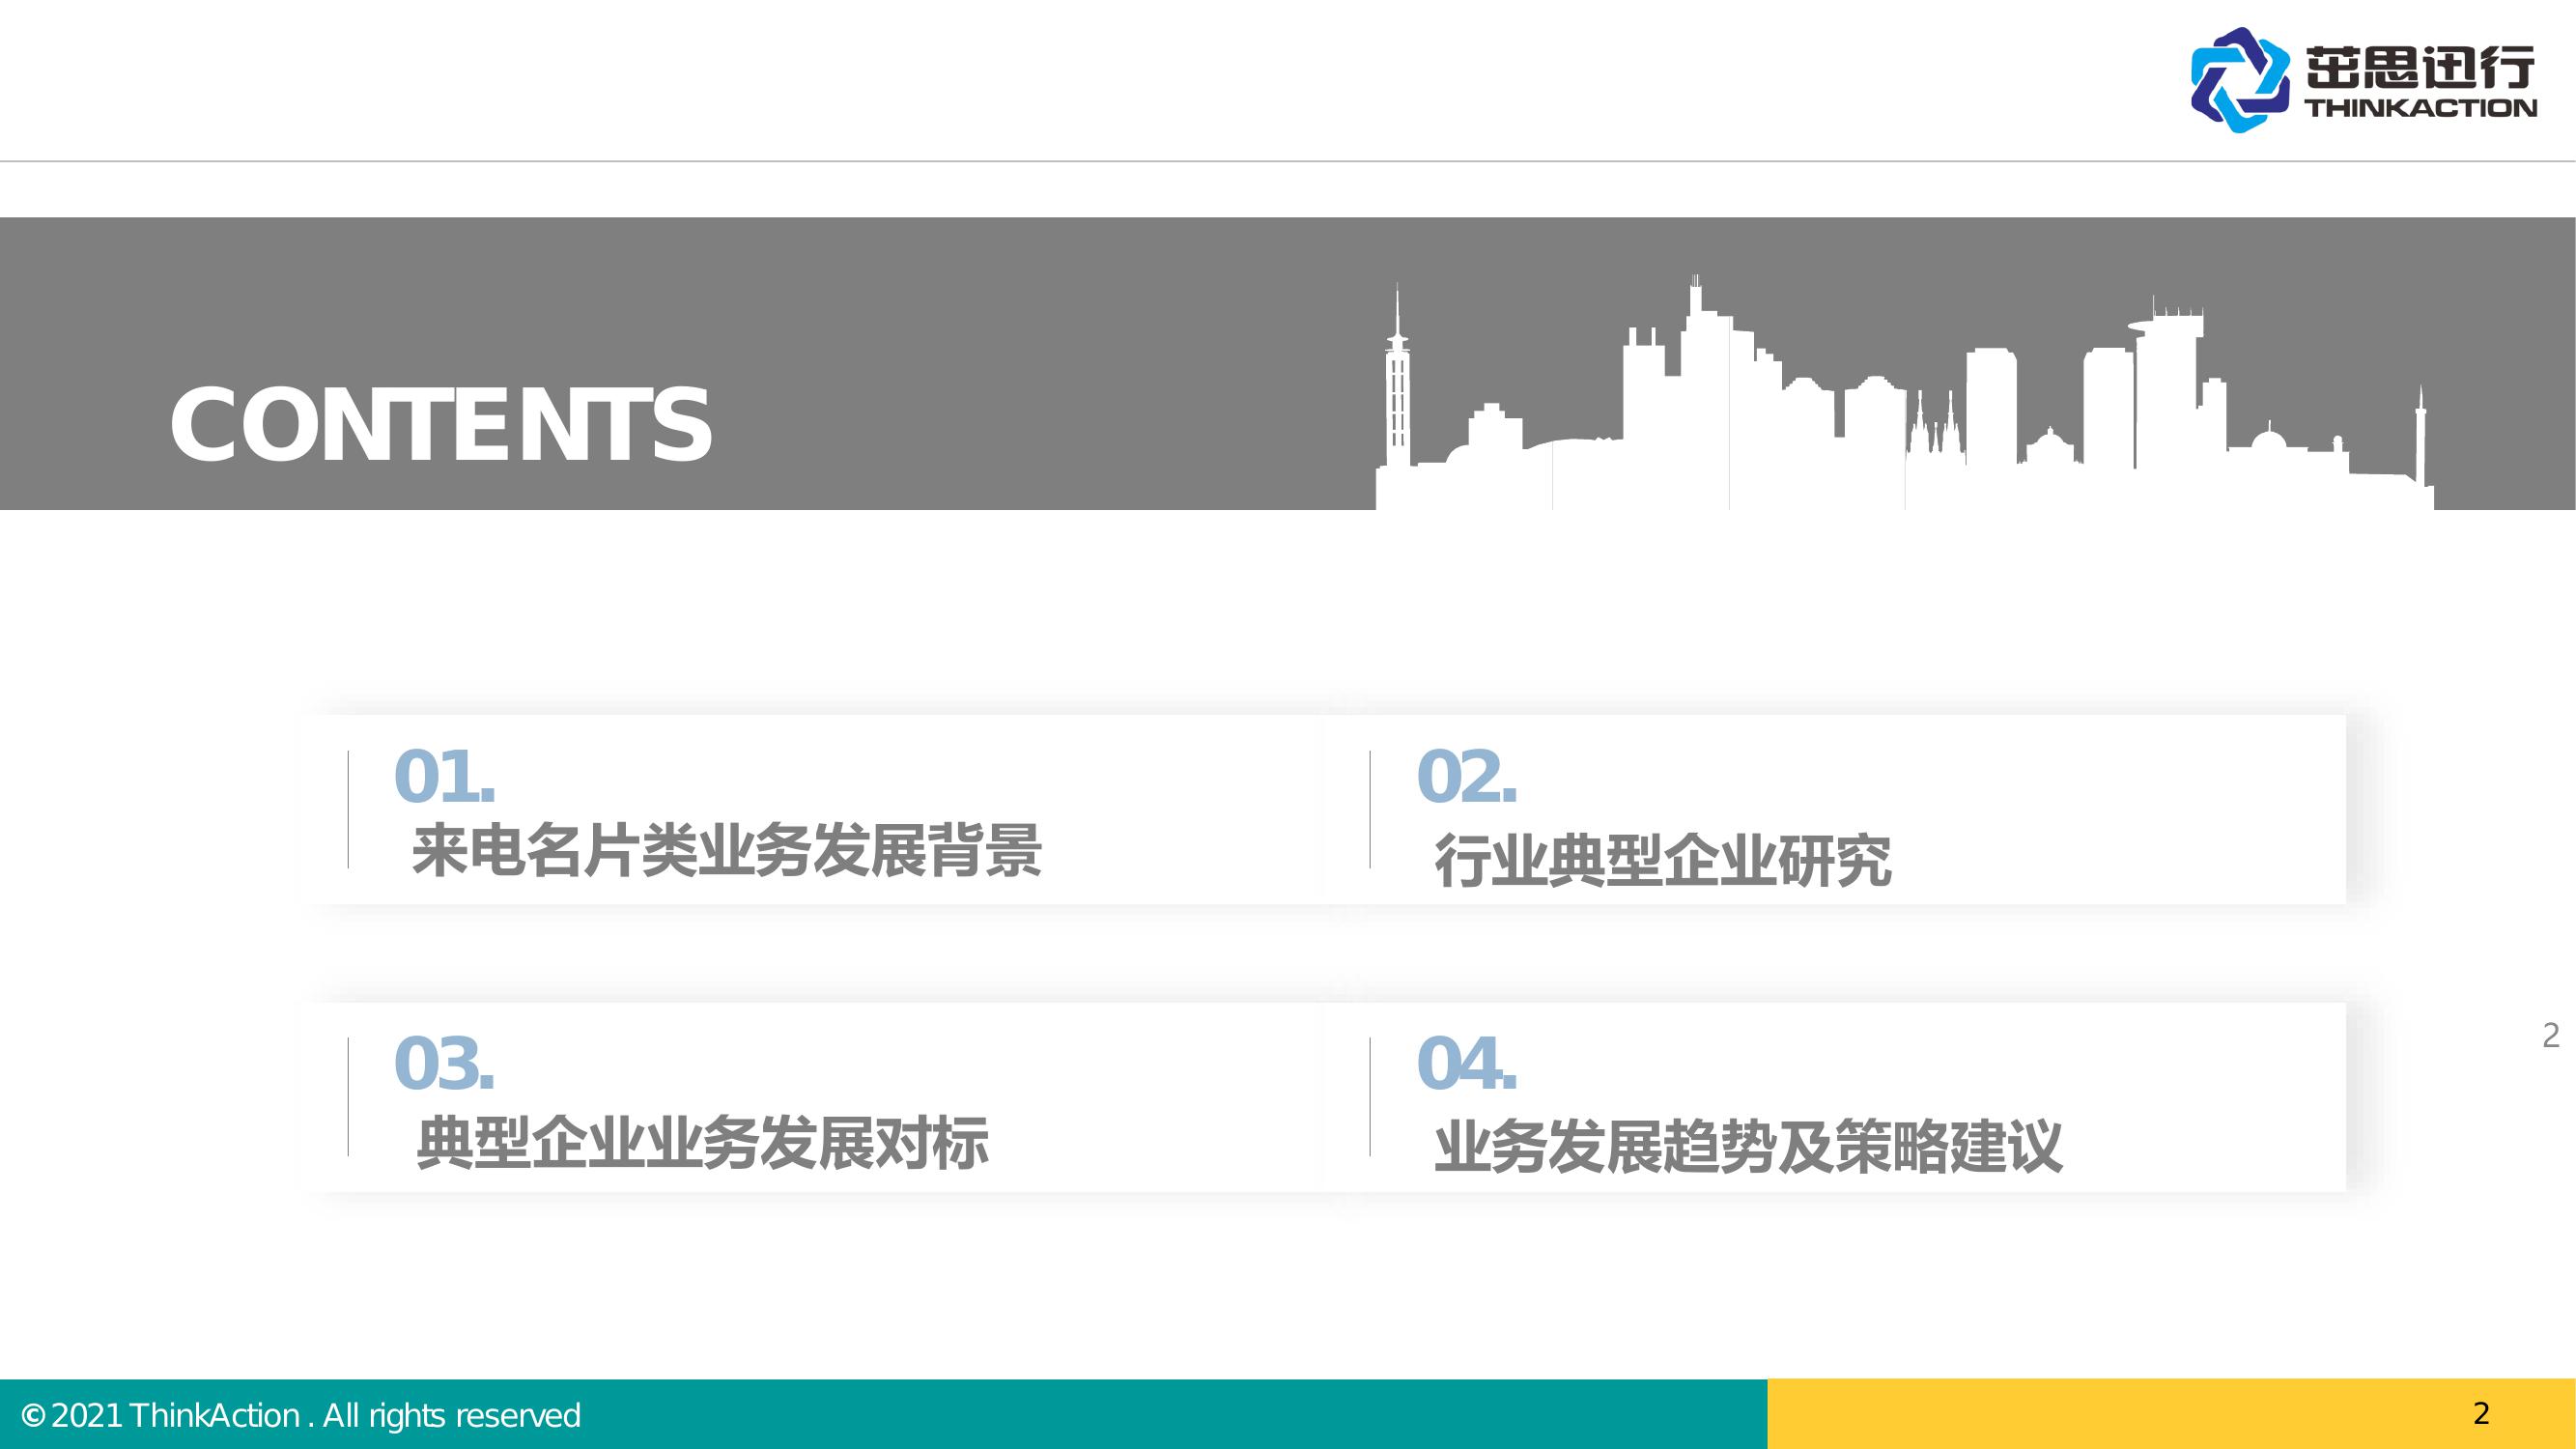 茁思迅行
THINKACTION
CONTENTS
01.
来电名片类业务发展背景
02.
行业典型企业研究
03.
典型企业业务发展对标
04.
业务发展趋势及策略建议
2
© 2021 ThinkAction . All rights reserved
2